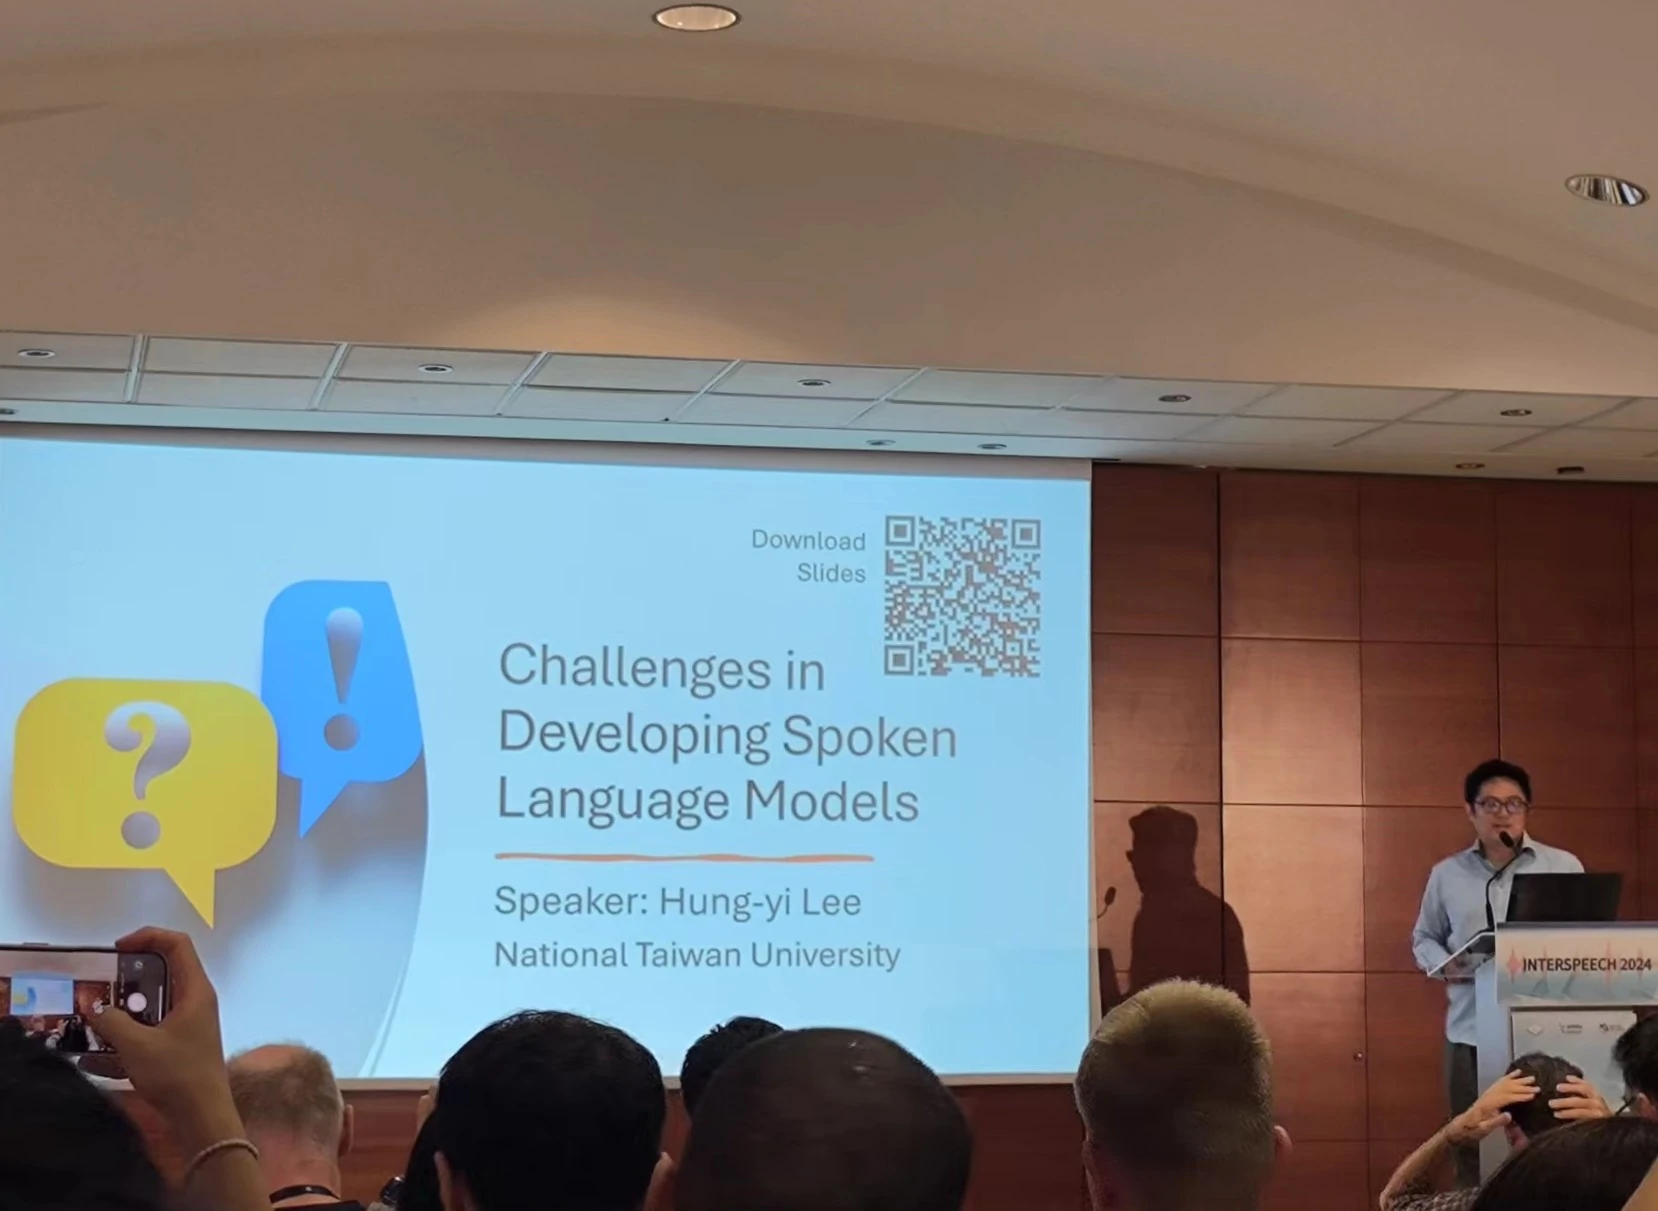 Download
Slides
Challenges in
Developing Spoken
Language Models
Speaker: Hung-yi Lee
National Taiwan University
INTERSPEECH 2024
?
!